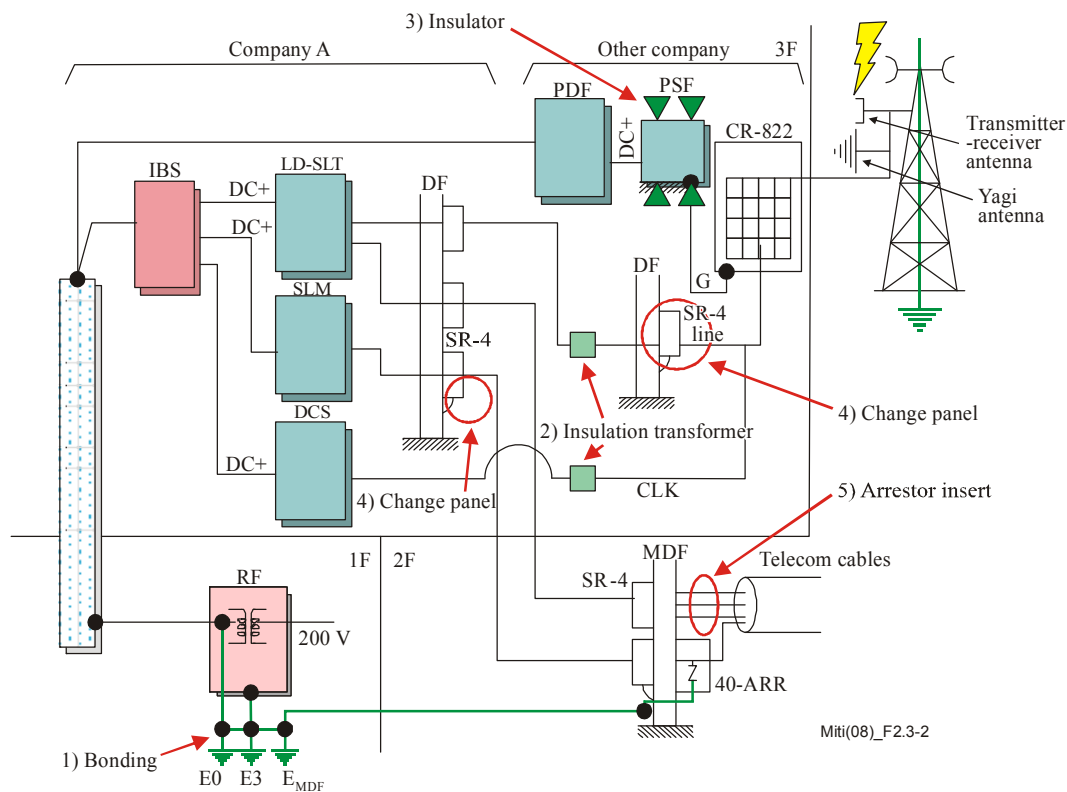 3) Insulator
Company A
Other company
3F
PDF
PSF
CR-822
DC+
Transmitter
-receiver
antenna
Yagi
antenna
IBS
DC+
DC+
LD-SLT
DF
SLM
SR-4
DF
G
SR-4
line
DCS
DC+
2) Insulation transformer
4) Change panel
4) Change panel
CLK
5) Arrestor insert
1F
2F
MDF
Telecom cables
RF
SR-4
200 V
40-ARR
1) Bonding
E0
E3
EMDF
Miti(08)_F2.3-2